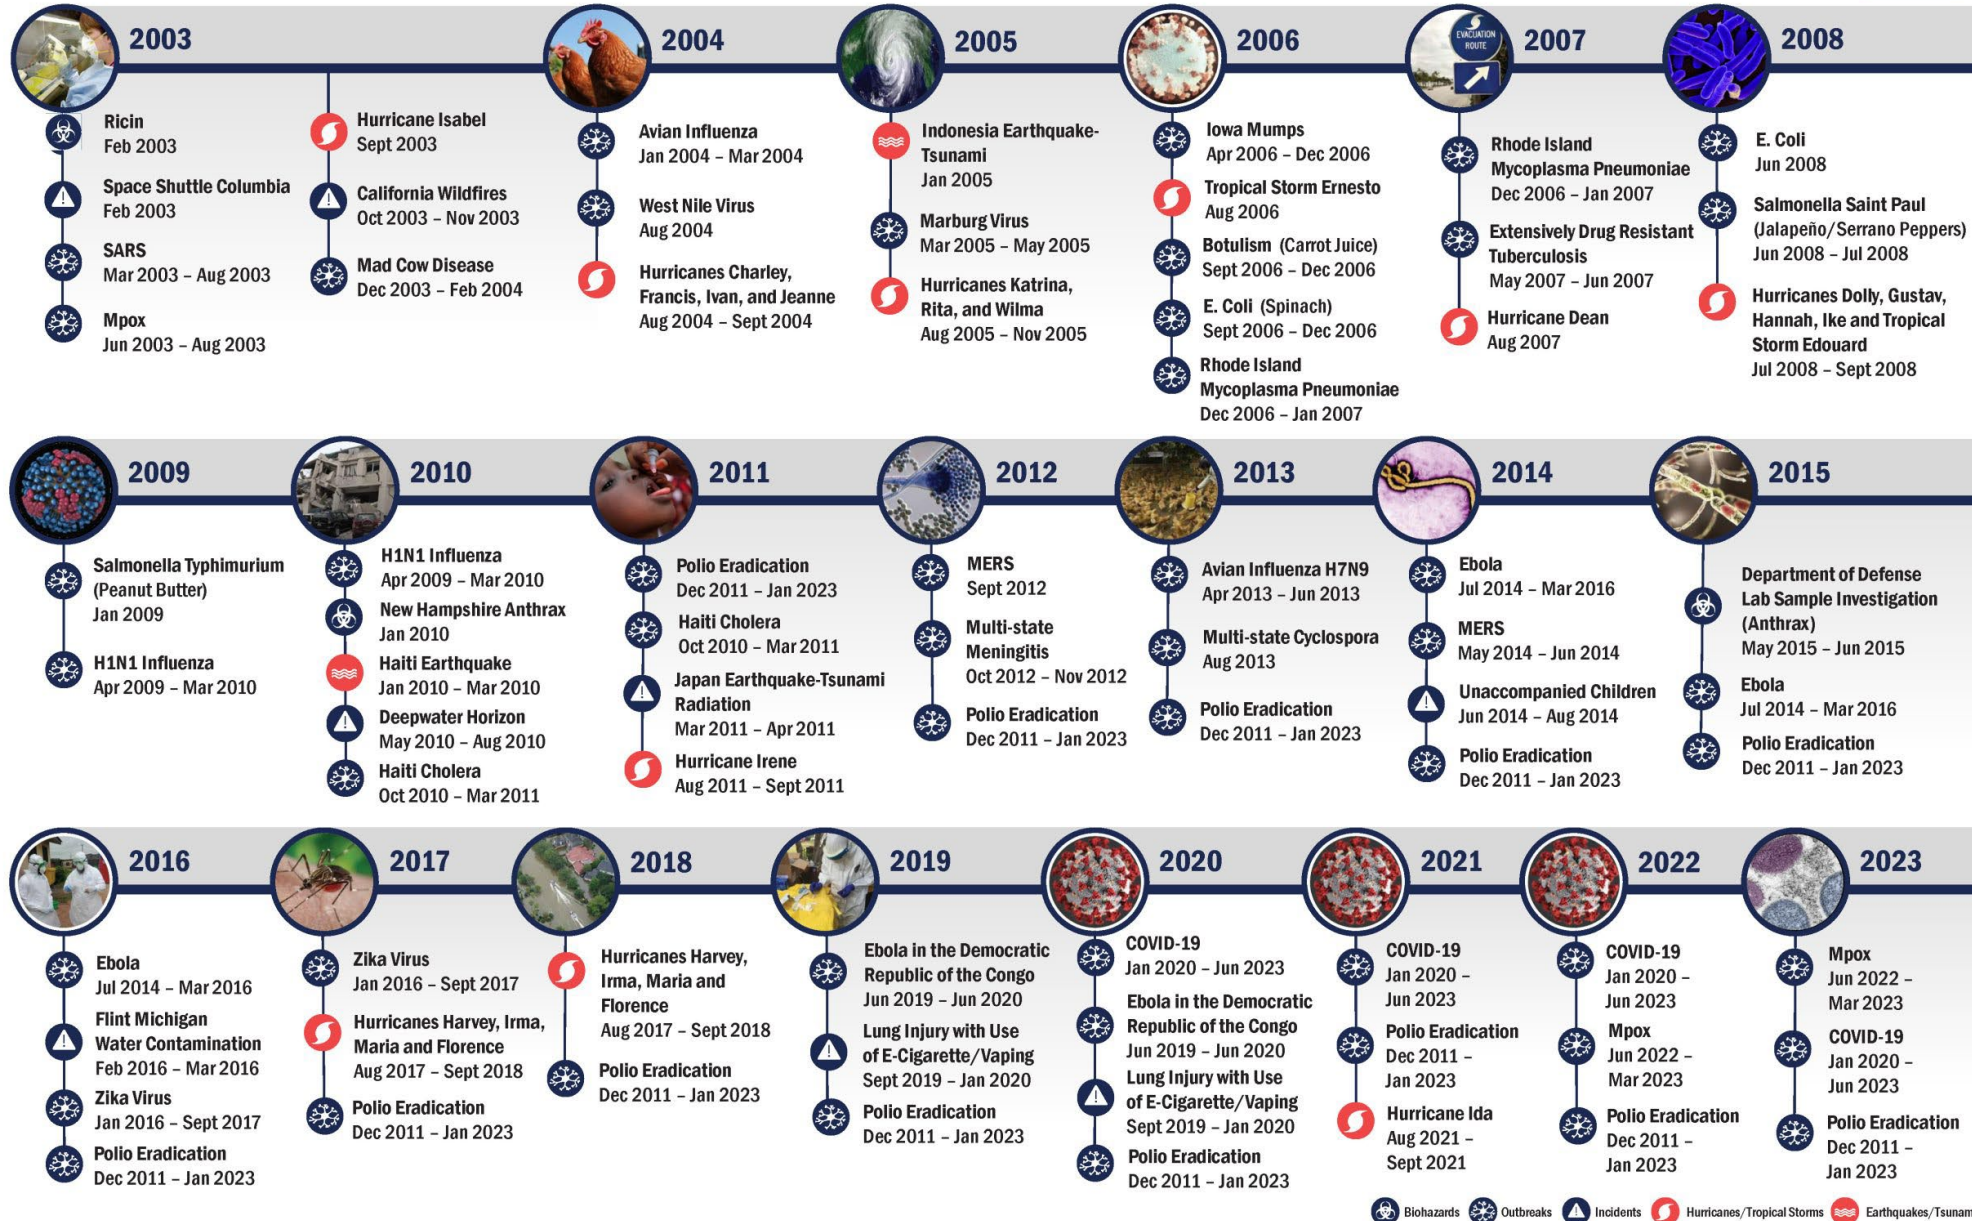 2003
Ricin
Feb 2003
Space Shuttle Columbia
Feb 2003
SARS
Mar 2003 – Aug 2003
Mpox
Jun 2003 – Aug 2003
Hurricane Isabel
Sept 2003
California Wildfires
Oct 2003 – Nov 2003
Mad Cow Disease
Dec 2003 – Feb 2004
2004
Avian Influenza
Jan 2004 – Mar 2004
West Nile Virus
Aug 2004
Hurricanes Charley,
Francis, Ivan, and Jeanne
Aug 2004 – Sept 2004
2005
Indonesia Earthquake-
Tsunami
Jan 2005
Marburg Virus
Mar 2005 – May 2005
Hurricanes Katrina,
Rita, and Wilma
Aug 2005 – Nov 2005
2006
Iowa Mumps
Apr 2006 – Dec 2006
Tropical Storm Ernesto
Aug 2006
Botulism (Carrot Juice)
Sept 2006 – Dec 2006
E. Coli (Spinach)
Sept 2006 – Dec 2006
Rhode Island
Mycoplasma Pneumoniae
Dec 2006 – Jan 2007
EVACUATION
ROUTE
2007
Rhode Island
Mycoplasma Pneumoniae
Dec 2006 – Jan 2007
Extensively Drug Resistant
Tuberculosis
May 2007 – Jun 2007
Hurricane Dean
Aug 2007
2008
E. Coli
Jun 2008
Salmonella Saint Paul
(Jalapeño/Serrano Peppers)
Jun 2008 – Jul 2008
Hurricanes Dolly, Gustav,
Hannah, Ike and Tropical
Storm Edouard
Jul 2008 – Sept 2008
2009
Salmonella Typhimurium
(Peanut Butter)
Jan 2009
H1N1 Influenza
Apr 2009 – Mar 2010
2010
H1N1 Influenza
Apr 2009 – Mar 2010
New Hampshire Anthrax
Jan 2010
Haiti Earthquake
Jan 2010 – Mar 2010
Deepwater Horizon
May 2010 – Aug 2010
Haiti Cholera
Oct 2010 – Mar 2011
2011
Polio Eradication
Dec 2011 – Jan 2023
Haiti Cholera
Oct 2010 – Mar 2011
Japan Earthquake-Tsunami
Radiation
Mar 2011 – Apr 2011
Hurricane Irene
Aug 2011 – Sept 2011
2012
MERS
Sept 2012
Multi-state
Meningitis
Oct 2012 – Nov 2012
Polio Eradication
Dec 2011 – Jan 2023
2013
Avian Influenza H7N9
Apr 2013 – Jun 2013
Multi-state Cyclospora
Aug 2013
Polio Eradication
Dec 2011 – Jan 2023
2014
Ebola
Jul 2014 – Mar 2016
MERS
May 2014 – Jun 2014
Unaccompanied Children
Jun 2014 – Aug 2014
Polio Eradication
Dec 2011 – Jan 2023
2015
Department of Defense
Lab Sample Investigation
(Anthrax)
May 2015 – Jun 2015
Ebola
Jul 2014 – Mar 2016
Polio Eradication
Dec 2011 – Jan 2023
2016
Ebola
Jul 2014 – Mar 2016
Flint Michigan
Water Contamination
Feb 2016 – Mar 2016
Zika Virus
Jan 2016 – Sept 2017
Polio Eradication
Dec 2011 – Jan 2023
2017
Zika Virus
Jan 2016 – Sept 2017
Hurricanes Harvey, Irma,
Maria and Florence
Aug 2017 – Sept 2018
Polio Eradication
Dec 2011 – Jan 2023
2018
Hurricanes Harvey,
Irma, Maria and
Florence
Aug 2017 – Sept 2018
Polio Eradication
Dec 2011 – Jan 2023
2019
Ebola in the Democratic
Republic of the Congo
Jun 2019 – Jun 2020
Lung Injury with Use
of E-Cigarette/Vaping
Sept 2019 – Jan 2020
Polio Eradication
Dec 2011 – Jan 2023
2020
COVID-19
Jan 2020 – Jun 2023
Ebola in the Democratic
Republic of the Congo
Jun 2019 – Jun 2020
Lung Injury with Use
of E-Cigarette/Vaping
Sept 2019 – Jan 2020
Polio Eradication
Dec 2011 – Jan 2023
2021
COVID-19
Jan 2020 –
Jun 2023
Polio Eradication
Dec 2011 –
Jan 2023
Hurricane Ida
Aug 2021 –
Sept 2021
2022
COVID-19
Jan 2020 –
Jun 2023
Mpox
Jun 2022 –
Mar 2023
Polio Eradication
Dec 2011 –
Jan 2023
2023
Mpox
Jun 2022 –
Mar 2023
COVID-19
Jan 2020 –
Jun 2023
Polio Eradication
Dec 2011 –
Jan 2023
Biohazards Outbreaks Incidents Hurricanes/Tropical Storms Earthquakes/Tsunam